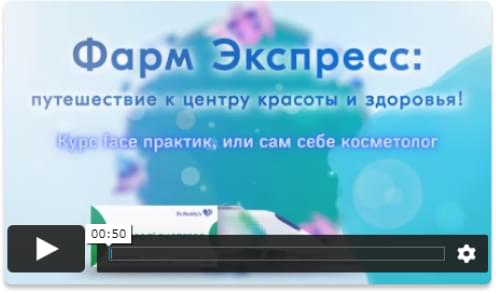 Фарм Экспресс:
путешествие к центру красоты и здоровья!
Курс face практик, или сам себе косметолог
Dr.Reddy's
00:50